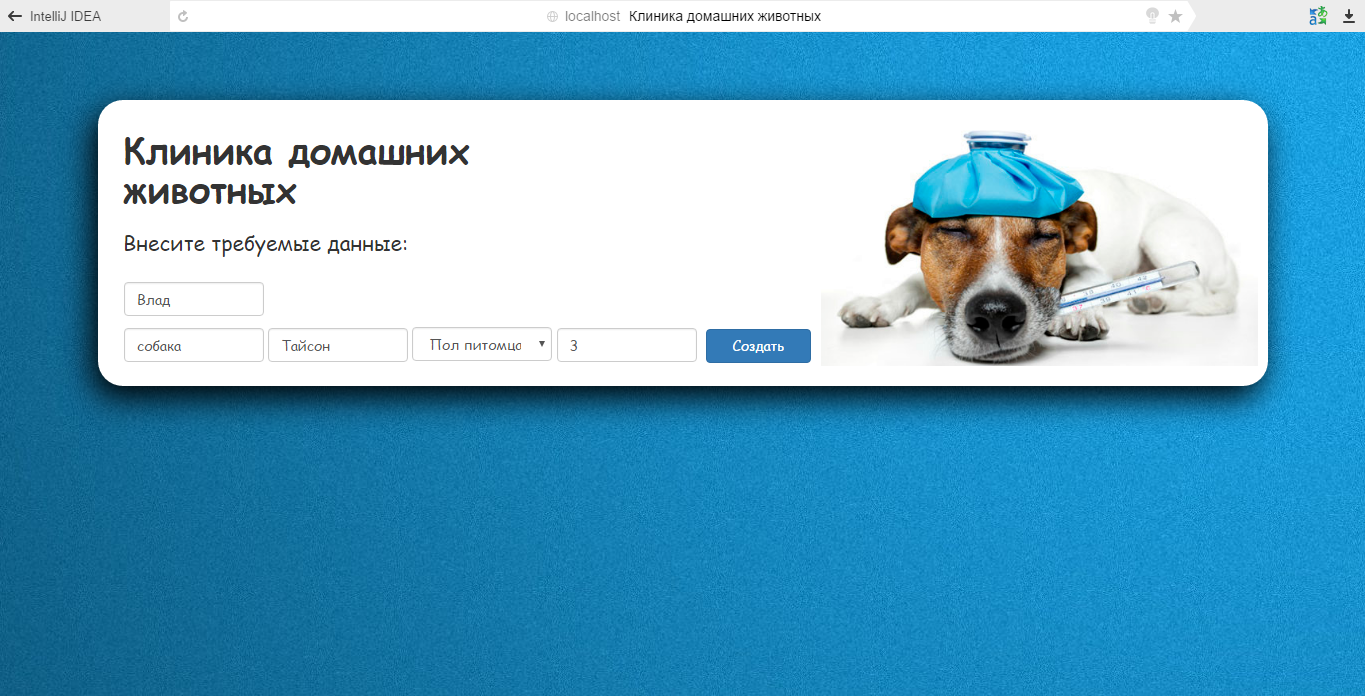 IntelliJ IDEA
localhost Клиника домашних животных
Клиника домашних
животных
Внесите требуемые данные:
Влад
собака Тайсон Пол питомца 3 Создать